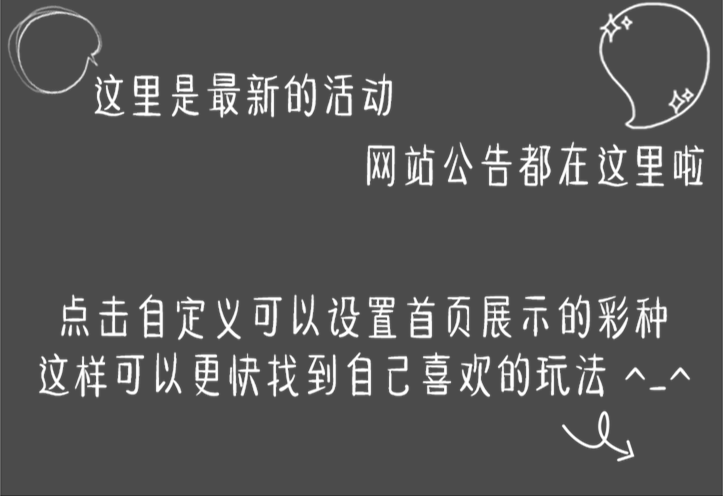 这里是最新的活动
网站公告都在这里啦
点击自定义可以设置首页展示的彩种
这样可以更快找到自己喜欢的玩法 ^_^